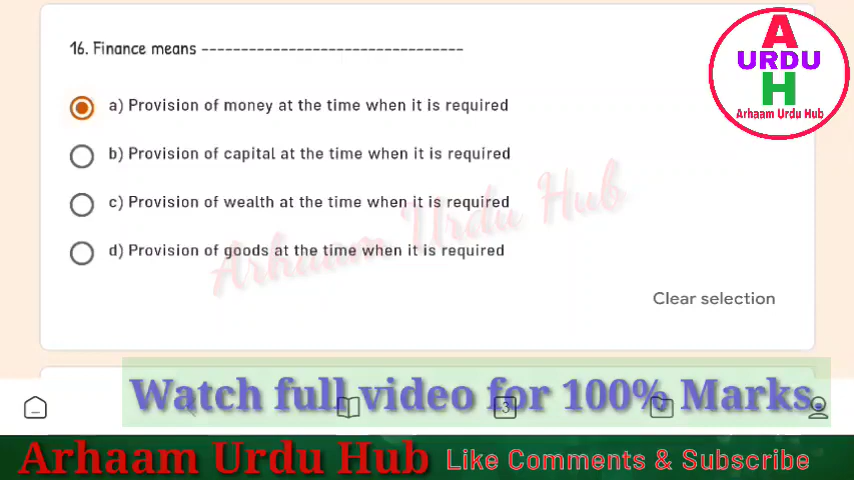 16. Finance means ---------------------------------
a) Provision of money at the time when it is required
b) Provision of capital at the time when it is required
c) Provision of wealth at the time when it is required
d) Provision of goods at the time when it is required
Clear selection
A
URDU
H
Arhaam Urdu Hub
Arhaam Urdu Hub
Watch full video for 100% Marks
3
Arhaam Urdu Hub Like Comments & Subscribe